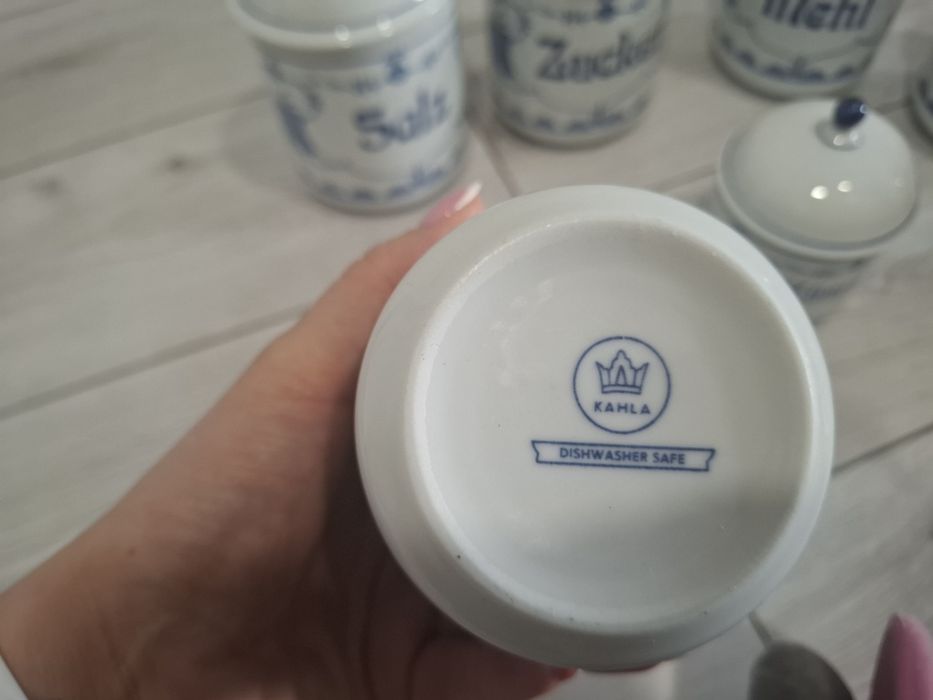 Salz
Zucker
Mehl
KAHLA
DISHWASHER SAFE